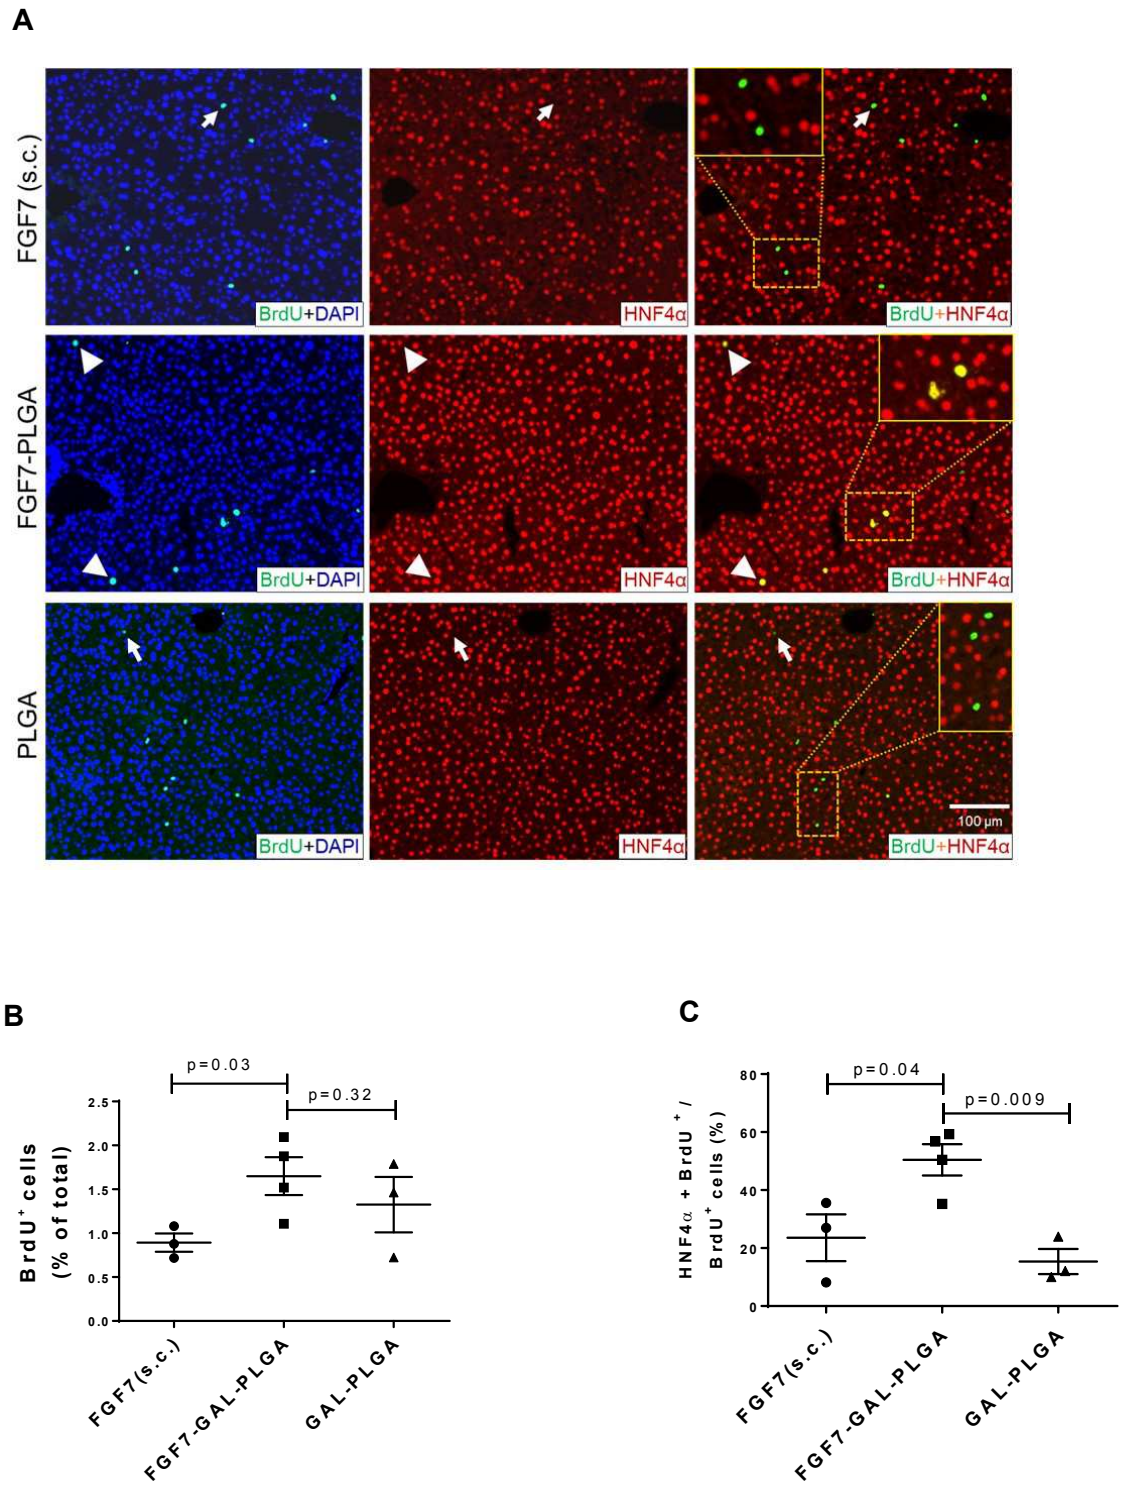 A
FGF7 (s.c.)
BrdU+DAPI
HNF4α
BrdU+HNF4α
FGF7-PLGA
BrdU+DAPI
HNF4α
BrdU+HNF4α
PLGA
BrdU+DAPI
HNF4α
100 µm
BrdU+HNF4α
B
p=0.03
p=0.32
BrdU⁺ cells
(% of total)
2.5
2.0
1.5
1.0
0.5
0.0
FGF7(s.c.)
FGF7-GAL-PLGA
GAL-PLGA
C
p=0.04
p=0.009
HNF4α + BrdU⁺ /
BrdU⁺ cells (%)
80
60
40
20
0
FGF7(s.c.)
FGF7-GAL-PLGA
GAL-PLGA